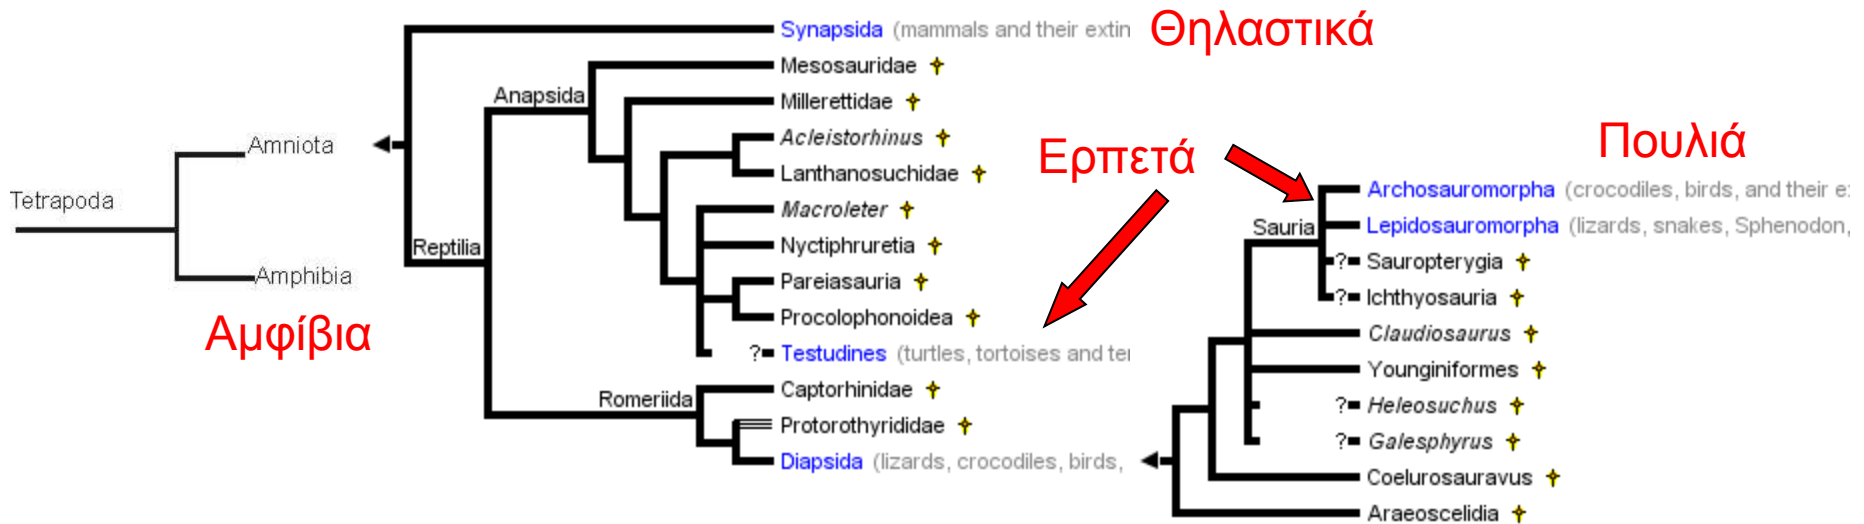 Synapsida (mammals and their extin
Θηλαστικά
Mesosauridae
Anapsida
Millerettidae
Acleistorhinus
Amniota
Lanthanosuchidae
Ερπετά
Πουλιά
Tetrapoda
Macroleter
Archosauromorpha (crocodiles, birds, and their e
Reptilia
Nyctiphruretia
Sauria
Lepidosauromorpha (lizards, snakes, Sphenodon,
Amphibia
Pareiasauria
? Sauropterygia
Procolophonoidea
? Ichthyosauria
Αμφίβια
? Testudines (turtles, tortoises and te
Claudiosaurus
Captorhinidae
Younginiformes
Romeriida
Protorothyrididae
? Heleosuchus
Diapsida (lizards, crocodiles, birds,
? Galesphyrus
Coelurosauravus
Araeoscelidia